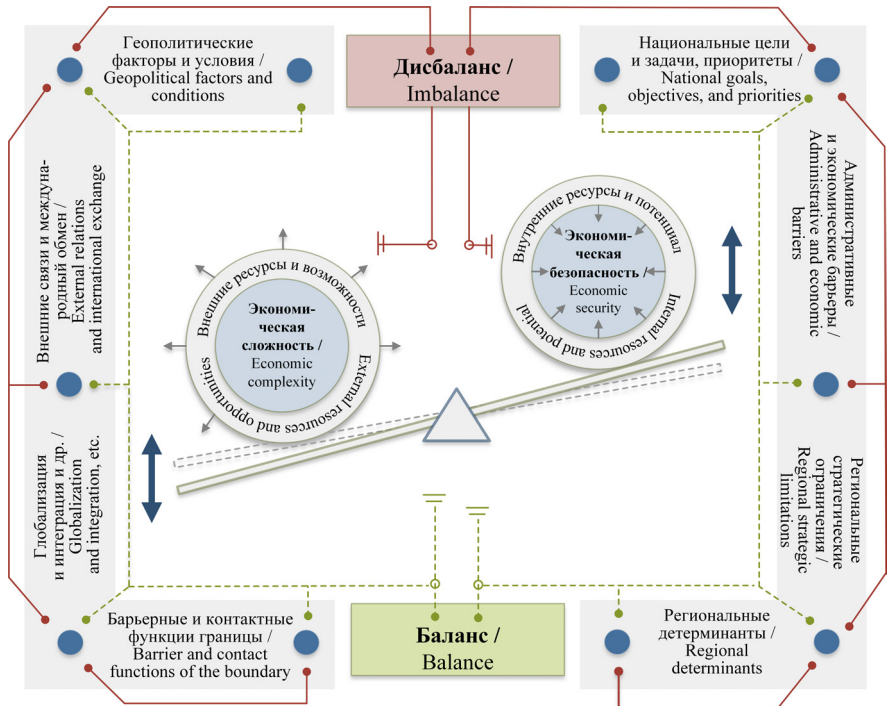 Геополитические
факторы и условия /
Geopolitical factors and
conditions
Дисбаланс /
Imbalance
Национальные цели
и задачи, приоритеты /
National goals,
objectives, and priorities
Внешние связи и междуна-
родный обмен /
External relations
and international exchange
Глобализация
и интеграция и др. /
Globalization
and integration, etc.
Внешние ресурсы и возможности
External resources and opportunities
Экономи-
ческая
сложность /
Economic
complexity
Внутренние ресурсы и потенциал
Internal resources and potential
Экономи-
ческая
безопасность /
Economic
security
Административные
и экономические барьеры /
Administrative and economic
barriers
Региональные
стратегические
ограничения /
Regional strategic
limitations
Барьерные и контактные
функции границы /
Barrier and contact
functions of the boundary
Баланс /
Balance
Региональные
детерминанты /
Regional
determinants